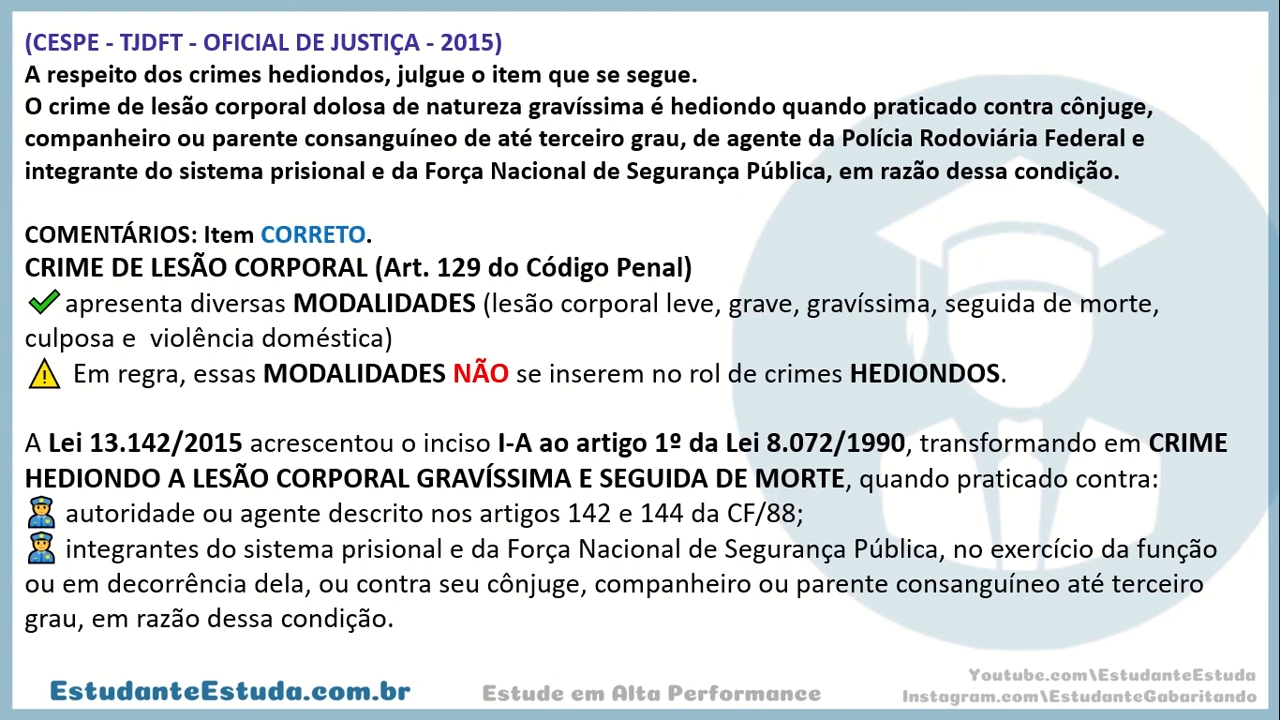 (CESPE - TJDFT - OFICIAL DE JUSTIÇA - 2015)
A respeito dos crimes hediondos, julgue o item que se segue.
O crime de lesão corporal dolosa de natureza gravíssima é hediondo quando praticado contra cônjuge,
companheiro ou parente consanguíneo de até terceiro grau, de agente da Polícia Rodoviária Federal e
integrante do sistema prisional e da Força Nacional de Segurança Pública, em razão dessa condição.
COMENTÁRIOS: Item CORRETO.
CRIME DE LESÃO CORPORAL (Art. 129 do Código Penal)
apresenta diversas MODALIDADES (lesão corporal leve, grave, gravíssima, seguida de morte,
culposa e violência doméstica)
Em regra, essas MODALIDADES NÃO se inserem no rol de crimes HEDIONDOS.
A Lei 13.142/2015 acrescentou o inciso I-A ao artigo 1º da Lei 8.072/1990, transformando em CRIME
HEDIONDO A LESÃO CORPORAL GRAVÍSSIMA E SEGUIDA DE MORTE, quando praticado contra:
autoridade ou agente descrito nos artigos 142 e 144 da CF/88;
integrantes do sistema prisional e da Força Nacional de Segurança Pública, no exercício da função
ou em decorrência dela, ou contra seu cônjuge, companheiro ou parente consanguíneo até terceiro
grau, em razão dessa condição.
EstudanteEstuda.com.br
Estude em Alta Performance
Youtube.com\EstudanteEstuda
Instagram.com\EstudanteGabaritando